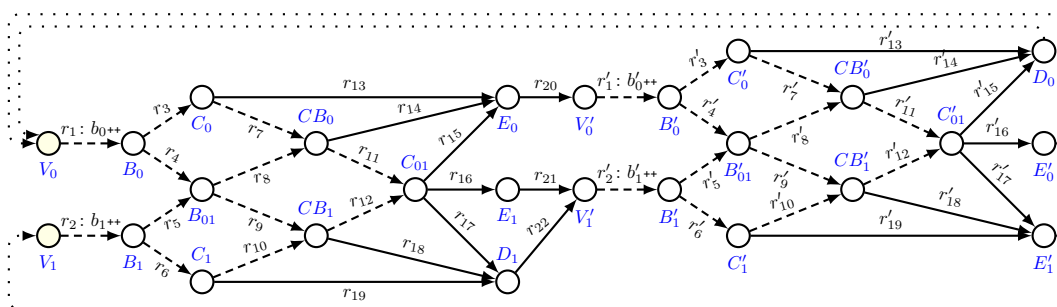 r₁: b₀++
r₃
r₄
r₇
r₈
r₁₃
r₁₄
r₁₁
r₁₅
r₂₀
r′₁: b′₀++
r′₃
r′₄
r′₇
r′₈
r′₁₃
r′₁₄
r′₁₁
r′₁₅
r′₁₆
V₀
B₀
C₀
CB₀
C₀₁
E₀
V′₀
B′₀
C′₀
CB′₀
C′₀₁
D₀
E′₀
r₂: b₁++
r₅
r₆
r₉
r₁₀
r₁₂
r₁₆
r₁₇
r₁₈
r₁₉
r₂₁
r₂₂
r′₂: b′₁++
r′₅
r′₆
r′₉
r′₁₀
r′₁₂
r′₁₇
r′₁₈
r′₁₉
V₁
B₁
B₀₁
C₁
CB₁
E₁
D₁
V′₁
B′₁
B′₀₁
C′₁
CB′₁
E′₁